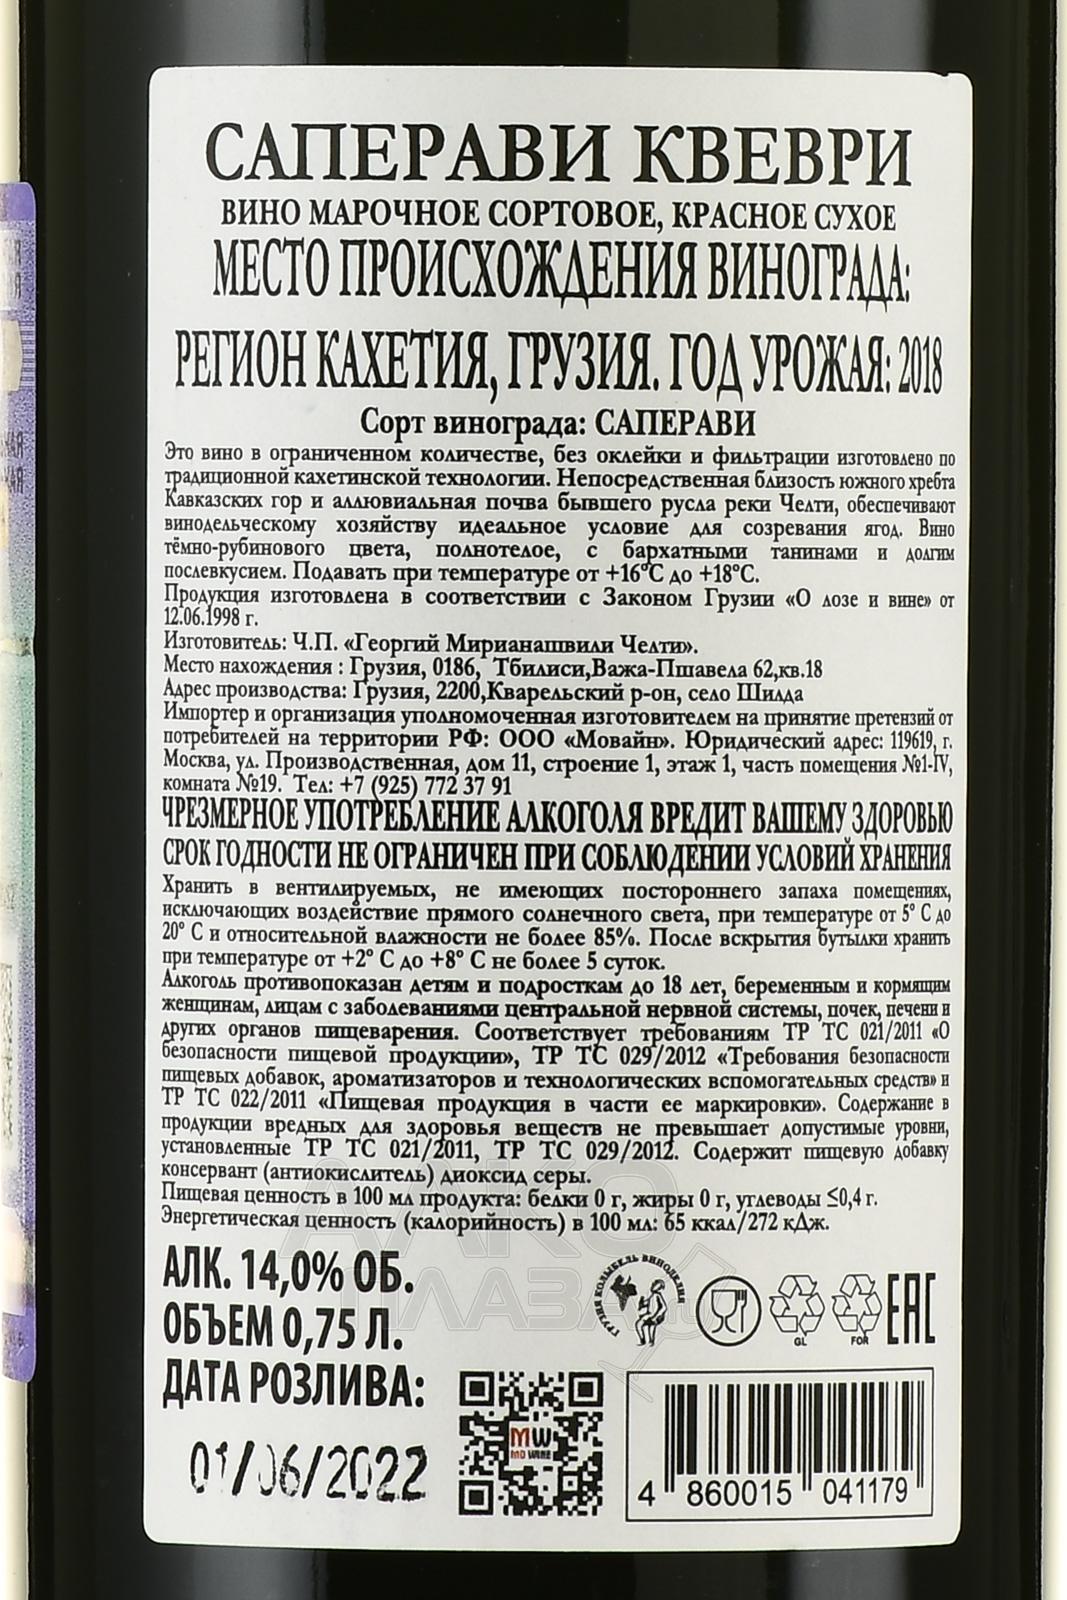 САПЕРАВИ КВЕВРИ
ВИНО МАРОЧНОЕ СОРТОВОЕ, КРАСНОЕ СУХОЕ
МЕСТО ПРОИСХОЖДЕНИЯ ВИНОГРАДА:
РЕГИОН КАХЕТИЯ, ГРУЗИЯ. ГОД УРОЖАЯ: 2018
Сорт винограда: САПЕРАВИ
Это вино в ограниченном количестве, без оклейки и фильтрации изготовлено по
традиционной кахетинской технологии. Непосредственная близость южного хребта
Кавказских гор и аллювиальная почва бывшего русла реки Челти, обеспечивают
винодельческому хозяйству идеальное условие для созревания ягод. Вино
тёмно-рубинового цвета, полнотелое, с бархатными танинами и долгим
послевкусием. Подавать при температуре от +16°С до +18°С.
Продукция изготовлена в соответствии с Законом Грузии «О лозе и вине» от
12.06.1998 г.
Изготовитель: Ч.П. «Георгий Мирианашвили Челти».
Место нахождения : Грузия, 0186, Тбилиси,Важа-Пшавела 62,кв.18
Адрес производства: Грузия, 2200,Кварельский р-он, село Шилда
Импортер и организация уполномоченная изготовителем на принятие претензий от
потребителей на территории РФ: ООО «Мовайн». Юридический адрес: 119619, г.
Москва, ул. Производственная, дом 11, строение 1, этаж 1, часть помещения №1-IV,
комната №19. Тел: +7 (925) 772 37 91
ЧРЕЗМЕРНОЕ УПОТРЕБЛЕНИЕ АЛКОГОЛЯ ВРЕДИТ ВАШЕМУ ЗДОРОВЬЮ
СРОК ГОДНОСТИ НЕ ОГРАНИЧЕН ПРИ СОБЛЮДЕНИИ УСЛОВИЙ ХРАНЕНИЯ
Хранить в вентилируемых, не имеющих постороннего запаха помещениях,
исключающих воздействие прямого солнечного света, при температуре от 5° С до
20° С и относительной влажности не более 85%. После вскрытия бутылки хранить
при температуре от +2° С до +8° С не более 5 суток.
Алкоголь противопоказан детям и подросткам до 18 лет, беременным и кормящим
женщинам, лицам с заболеваниями центральной нервной системы, почек, печени и
других органов пищеварения. Соответствует требованиям ТР ТС 021/2011 «О
безопасности пищевой продукции», ТР ТС 029/2012 «Требования безопасности
пищевых добавок, ароматизаторов и технологических вспомогательных средств» и
ТР ТС 022/2011 «Пищевая продукция в части ее маркировки». Содержание в
продукции вредных для здоровья веществ не превышает допустимые уровни,
установленные ТР ТС 021/2011, ТР ТС 029/2012. Содержит пищевую добавку
консервант (антиокислитель) диоксид серы.
Пищевая ценность в 100 мл продукта: белки 0 г, жиры 0 г, углеводы ≤0,4 г.
Энергетическая ценность (калорийность) в 100 мл: 65 ккал/272 кДж.
АЛК. 14,0% ОБ.
ОБЪЕМ 0,75 Л.
ДАТА РОЗЛИВА:
01/06/2022
ГРУЗИЯ КОЛЫБЕЛЬ ВИНОДЕЛИЯ
GL
FOR
EAC
MW
MO WINE
4 860015 041179
АЛКО
ПЛАЗА